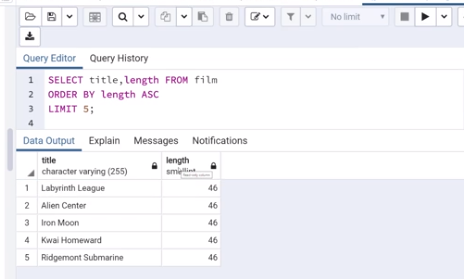 No limit
Query Editor Query History
1 SELECT title,length FROM film
2 ORDER BY length ASC
3 LIMIT 5;
4
Data Output Explain Messages Notifications
title length
character varying (255)
1 Labyrinth League 46
2 Alien Center 46
3 Iron Moon 46
4 Kwai Homeward 46
5 Ridgemont Submarine 46